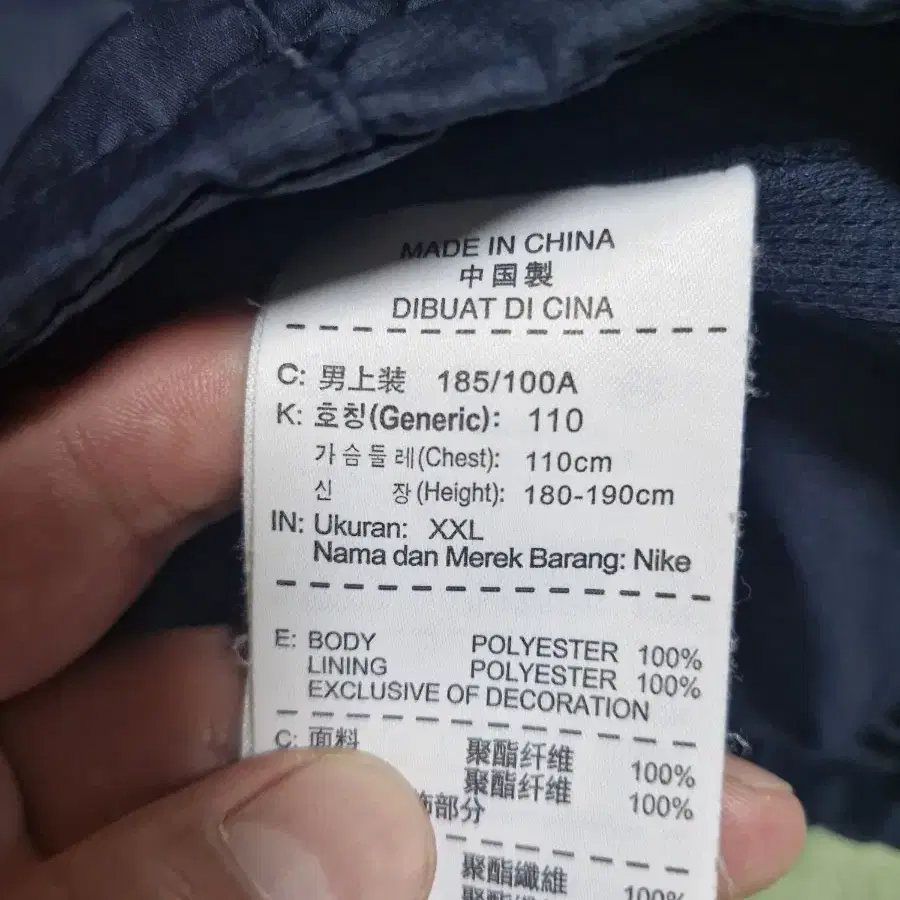 MADE IN CHINA
中国製
DIBUAT DI CINA
C: 男上装 185/100A
K: 호칭(Generic): 110
가슴둘레(Chest): 110cm
신 장(Height): 180-190cm
IN: Ukuran: XXL
Nama dan Merek Barang: Nike
E: BODY POLYESTER 100%
LINING POLYESTER 100%
EXCLUSIVE OF DECORATION
C: 面料 聚酯纤维 100%
聚酯纤维 100%
饰部分
聚酯纖維 100%